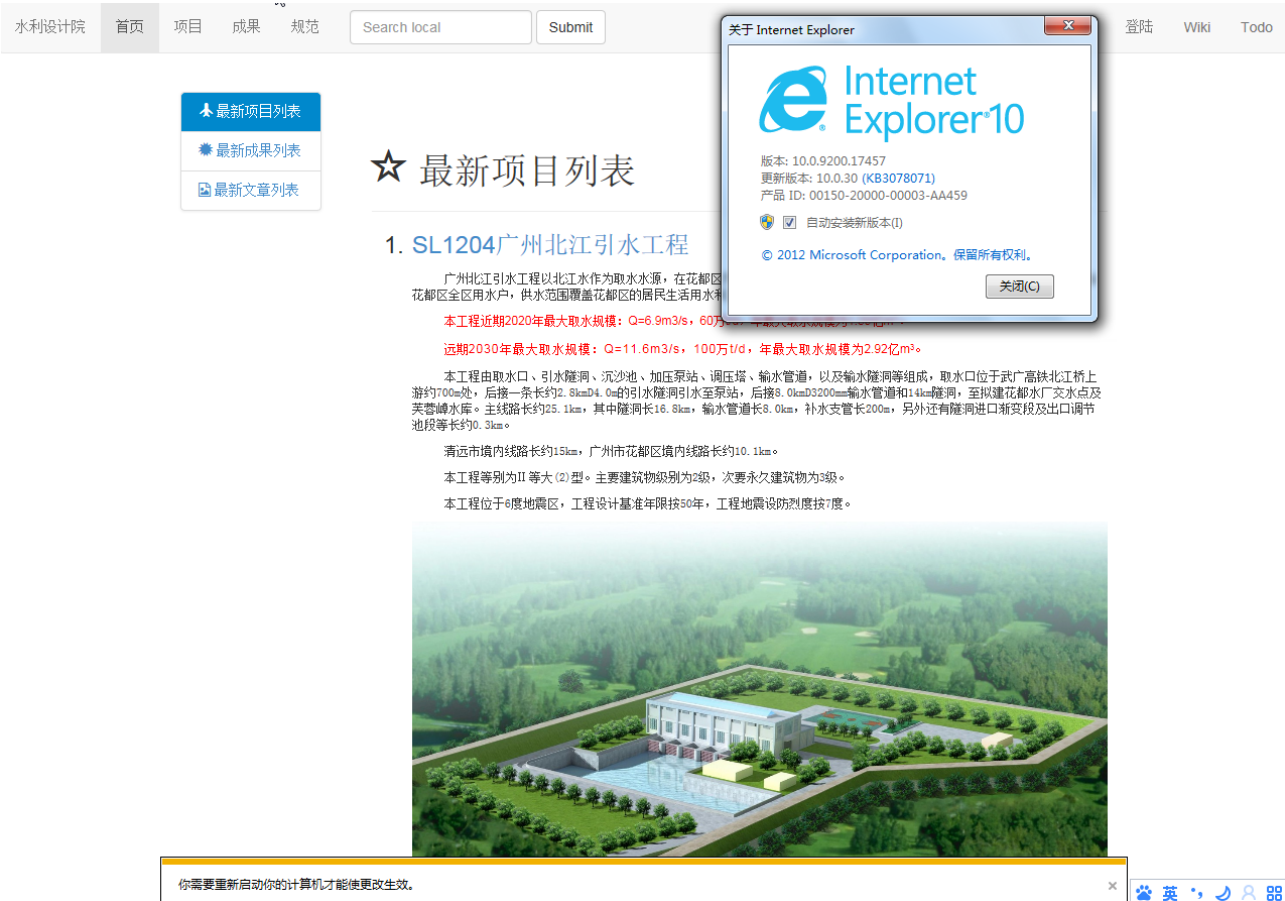 水利设计院 首页 项目 成果 规范 Search local Submit 登陆 Wiki Todo
关于 Internet Explorer
Internet
Explorer 10
版本: 10.0.9200.17457
更新版本: 10.0.30 (KB3078071)
产品 ID: 00150-20000-00003-AA459
自动安装新版本(I)
© 2012 Microsoft Corporation。保留所有权利。
关闭(C)
最新项目列表
最新成果列表
最新文章列表
最新项目列表
1. SL1204广州北江引水工程
广州北江引水工程以北江水作为取水水源，在花都区
花都区全区用水户，供水范围覆盖花都区的居民生活用水
本工程近期2020年最大取水规模：Q=6.9m3/s，60万
远期2030年最大取水规模：Q=11.6m3/s，100万t/d，年最大取水规模为2.92亿m³。
本工程由取水口、引水隧洞、沉沙池、加压泵站、调压塔、输水管道，以及输水隧洞等组成，取水口位于武广高铁北江桥上
游约700m处，后接一条长约2.8kmD4.0m的引水隧洞引水至泵站，后接8.0kmD3200mm输水管道和14km隧洞，至拟建花都水厂交水点及
芙蓉嶂水库。主线路长约25.1km，其中隧洞长16.8km，输水管道长8.0km，补水支管长200m，另外还有隧洞进口渐变段及出口调节
池段等长约0.3km。
清远市境内线路长约15km，广州市花都区境内线路长约10.1km。
本工程等别为II 等大(2)型。主要建筑物级别为2级，次要永久建筑物为3级。
本工程位于6度地震区，工程设计基准年限按50年，工程地震设防烈度按7度。
你需要重新启动你的计算机才能使更改生效。
英